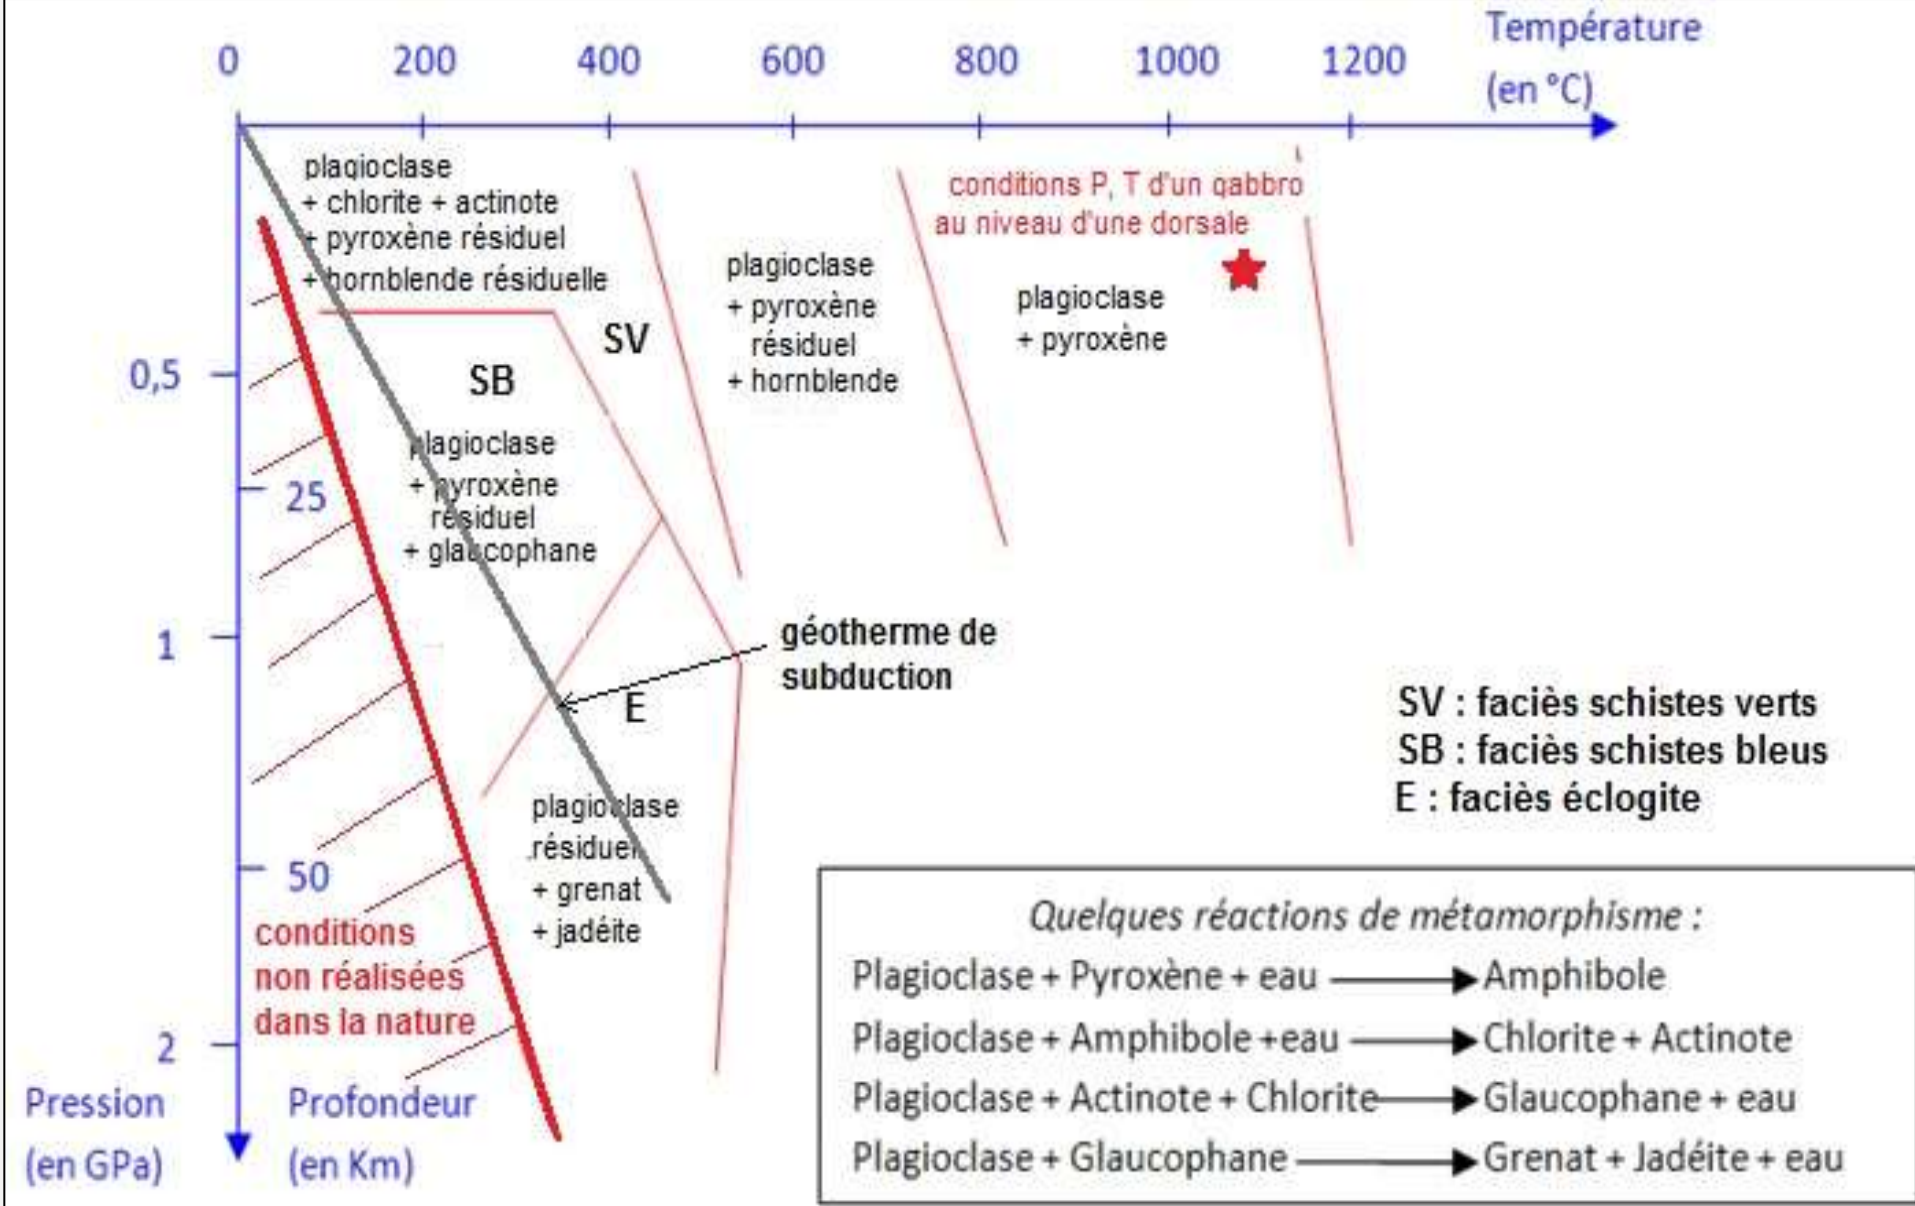 Température
(en °C)
0 200 400 600 800 1000 1200
plagioclase
+ chlorite + actinote
+ pyroxène résiduel
+ hornblende résiduelle
conditions P, T d'un gabbro
au niveau d'une dorsale
plagioclase
+ pyroxène
résiduel
+ hornblende
plagioclase
+ pyroxène
SV
SB
0,5
plagioclase
+ pyroxène
résiduel
+ glaucophane
25
1
géotherme de
subduction
E
SV : faciès schistes verts
SB : faciès schistes bleus
E : faciès éclogite
plagioclase
résiduel
+ grenat
+ jadéite
50
conditions
non réalisées
dans la nature
2
Pression
(en GPa)
Profondeur
(en Km)
Quelques réactions de métamorphisme :
Plagioclase + Pyroxène + eau → Amphibole
Plagioclase + Amphibole +eau → Chlorite + Actinote
Plagioclase + Actinote + Chlorite → Glaucophane + eau
Plagioclase + Glaucophane → Grenat + Jadéite + eau